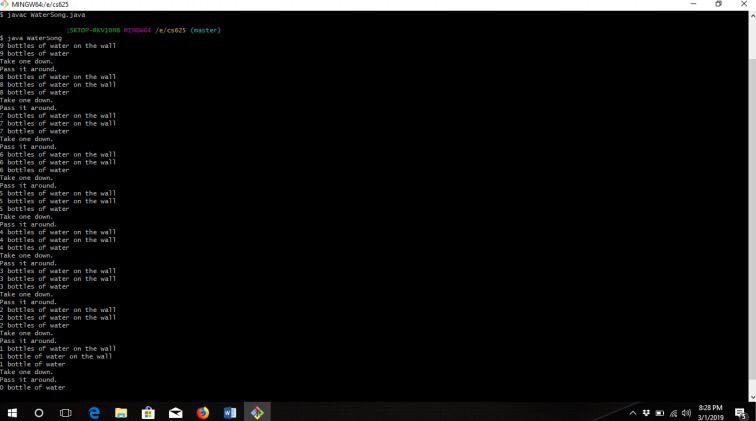 MINGW64:/e/cs625
$ javac WaterSong.java
SKTOP-RKVIDM8 MINGW64 /e/cs625 (master)
$ java WaterSong
9 bottles of water on the wall
9 bottles of water
Take one down.
Pass it around.
8 bottles of water on the wall
8 bottles of water on the wall
8 bottles of water
Take one down.
Pass it around.
7 bottles of water on the wall
7 bottles of water on the wall
7 bottles of water
Take one down.
Pass it around.
6 bottles of water on the wall
6 bottles of water on the wall
6 bottles of water
Take one down.
Pass it around.
5 bottles of water on the wall
5 bottles of water on the wall
5 bottles of water
Take one down.
Pass it around.
4 bottles of water on the wall
4 bottles of water on the wall
4 bottles of water
Take one down.
Pass it around.
3 bottles of water on the wall
3 bottles of water on the wall
3 bottles of water
Take one down.
Pass it around.
2 bottles of water on the wall
2 bottles of water on the wall
2 bottles of water
Take one down.
Pass it around.
1 bottles of water on the wall
1 bottle of water on the wall
1 bottle of water
Take one down.
Pass it around.
0 bottle of water
8:28 PM
3/1/2019